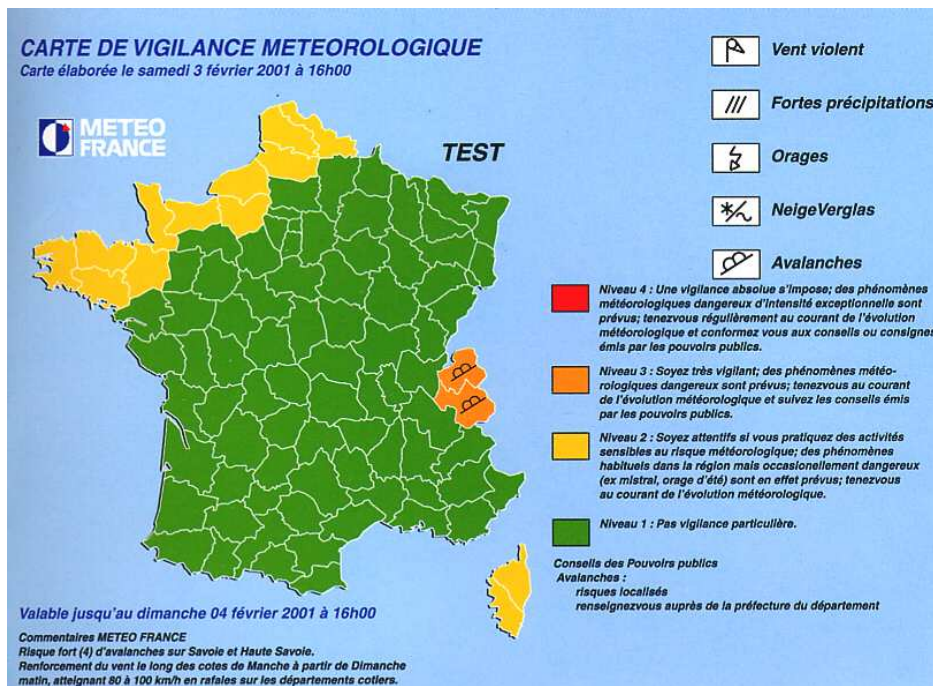 CARTE DE VIGILANCE METEOROLOGIQUE
Carte élaborée le samedi 3 février 2001 à 16h00
METEO
FRANCE
TEST
Vent violent
Fortes précipitations
Orages
NeigeVerglas
Avalanches
Niveau 4 : Une vigilance absolue s'impose; des phénomènes
météorologiques dangereux d'intensité exceptionnelle sont
prévus; tenezvous régulièrement au courant de l'évolution
météorologique et conformez vous aux conseils ou consignes
émis par les pouvoirs publics.
Niveau 3 : Soyez très vigilant; des phénomènes météo-
rologiques dangereux sont prévus; tenezvous au courant
de l'évolution météorologique et suivez les conseils émis
par les pouvoirs publics.
Niveau 2 : Soyez attentifs si vous pratiquez des activités
sensibles au risque météorologique; des phénomènes
habituels dans la région mais occasionellement dangereux
(ex mistral, orage d'été) sont en effet prévus; tenezvous
au courant de l'évolution météorologique.
Niveau 1 : Pas vigilance particulière.
Conseils des Pouvoirs publics
Avalanches :
risques localisés
renseignezvous auprès de la préfecture du département
Valable jusqu'au dimanche 04 février 2001 à 16h00
Commentaires METEO FRANCE
Risque fort (4) d'avalanches sur Savoie et Haute Savoie.
Renforcement du vent le long des cotes de Manche à partir de Dimanche
matin, atteignant 80 à 100 km/h en rafales sur les départements cotiers.